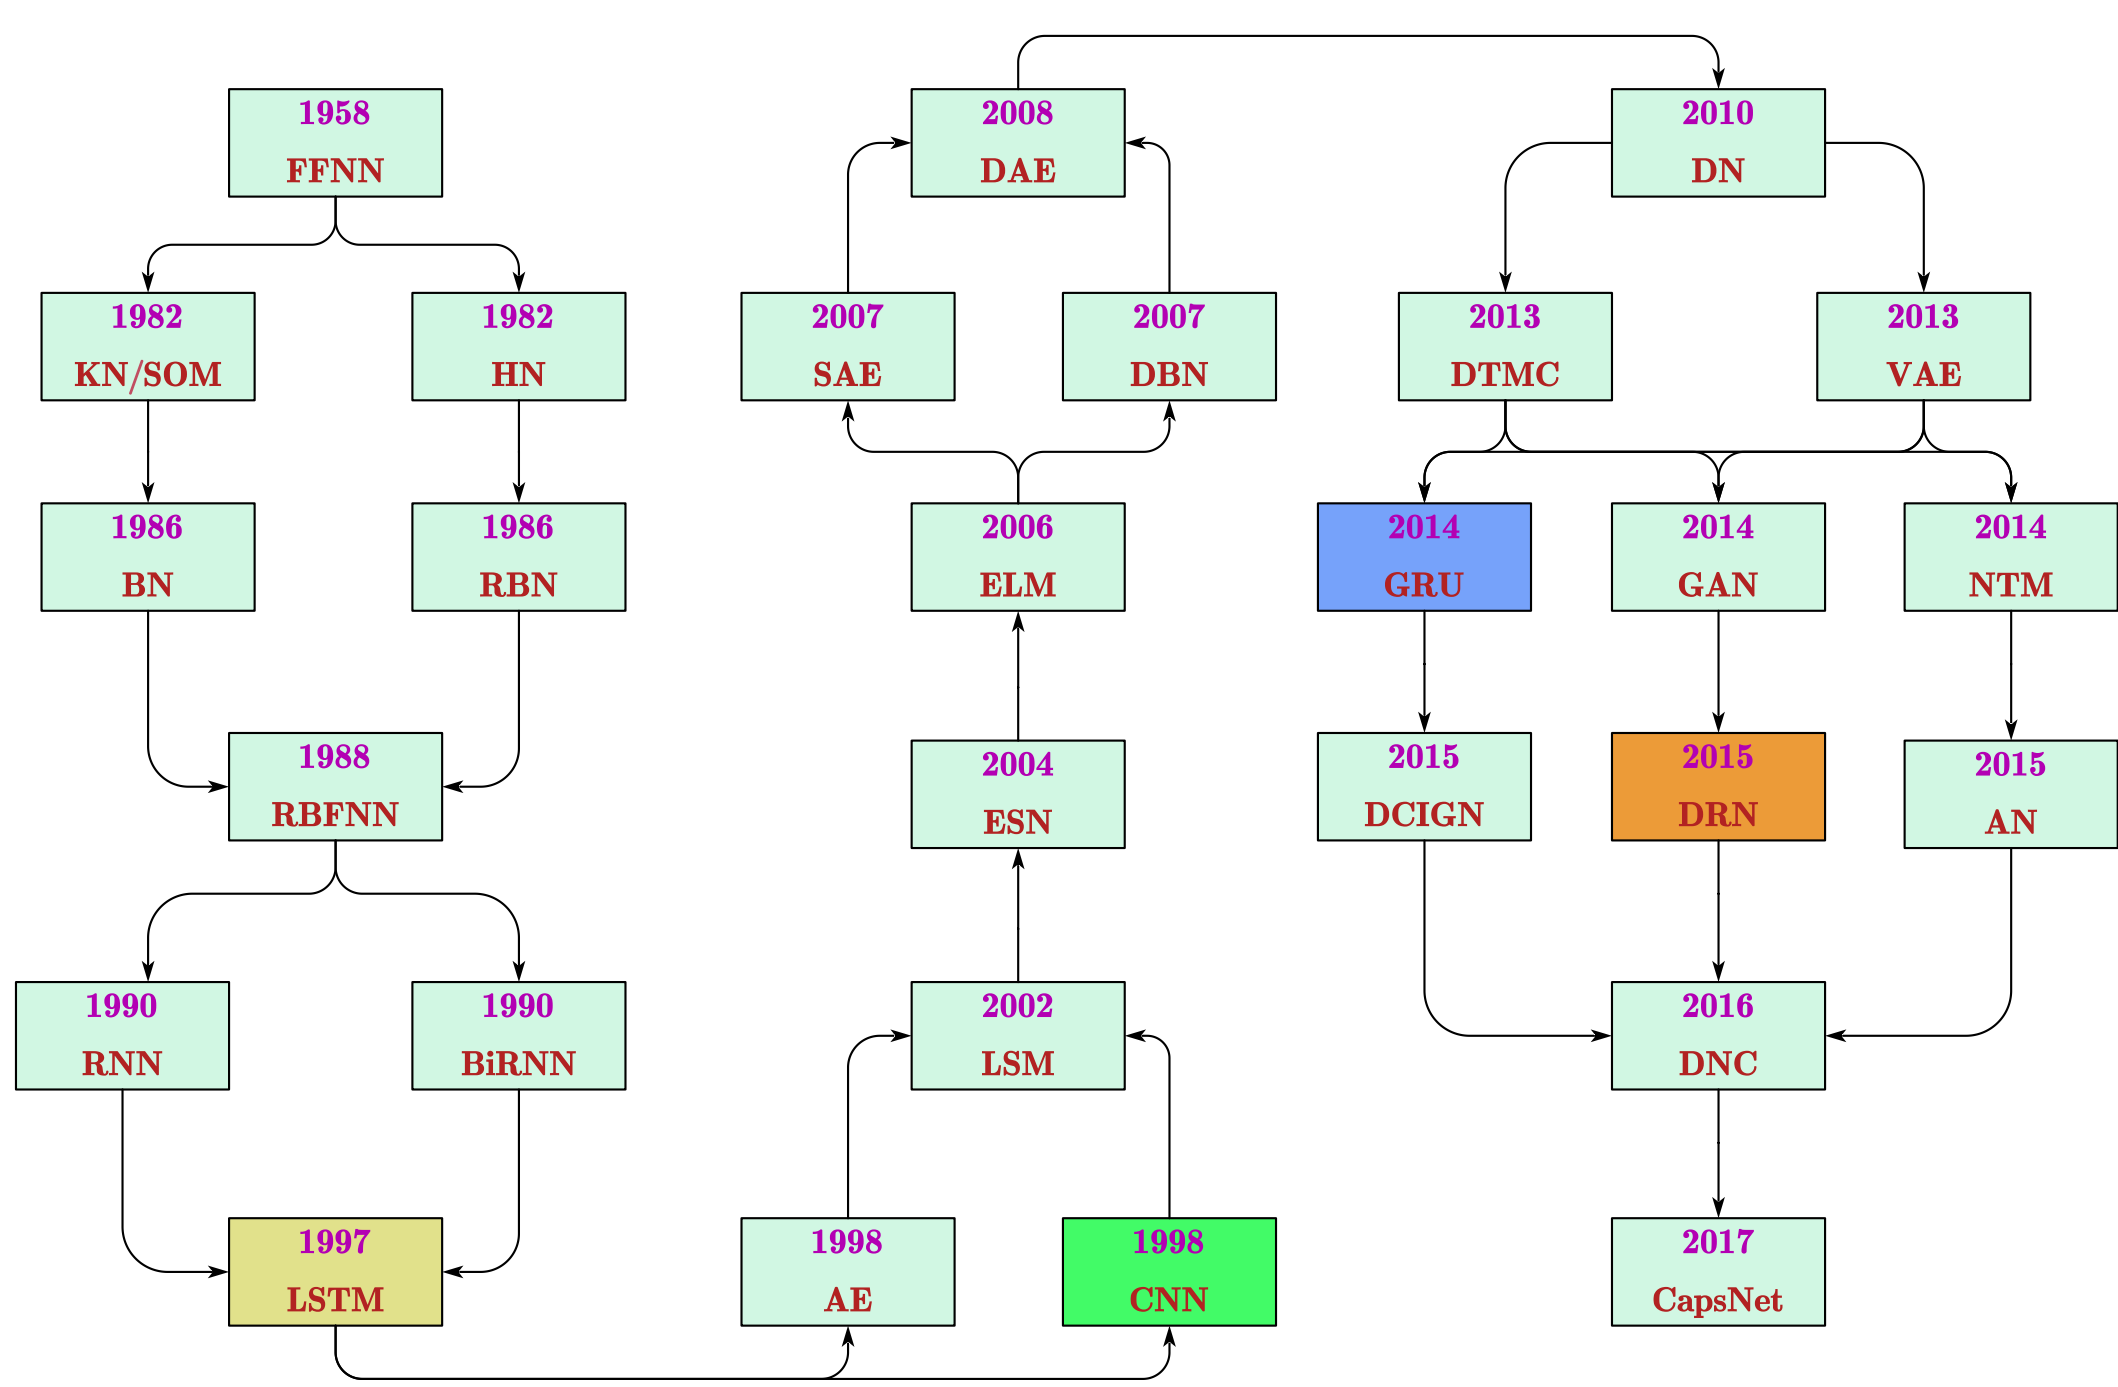 1958
FFNN
1982
KN/SOM
1982
HN
1986
BN
1986
RBN
1988
RBFNN
1990
RNN
1990
BiRNN
1997
LSTM
1998
AE
1998
CNN
2002
LSM
2004
ESN
2006
ELM
2007
SAE
2007
DBN
2008
DAE
2010
DN
2013
DTMC
2013
VAE
2014
GRU
2014
GAN
2014
NTM
2015
DCIGN
2015
DRN
2015
AN
2016
DNC
2017
CapsNet